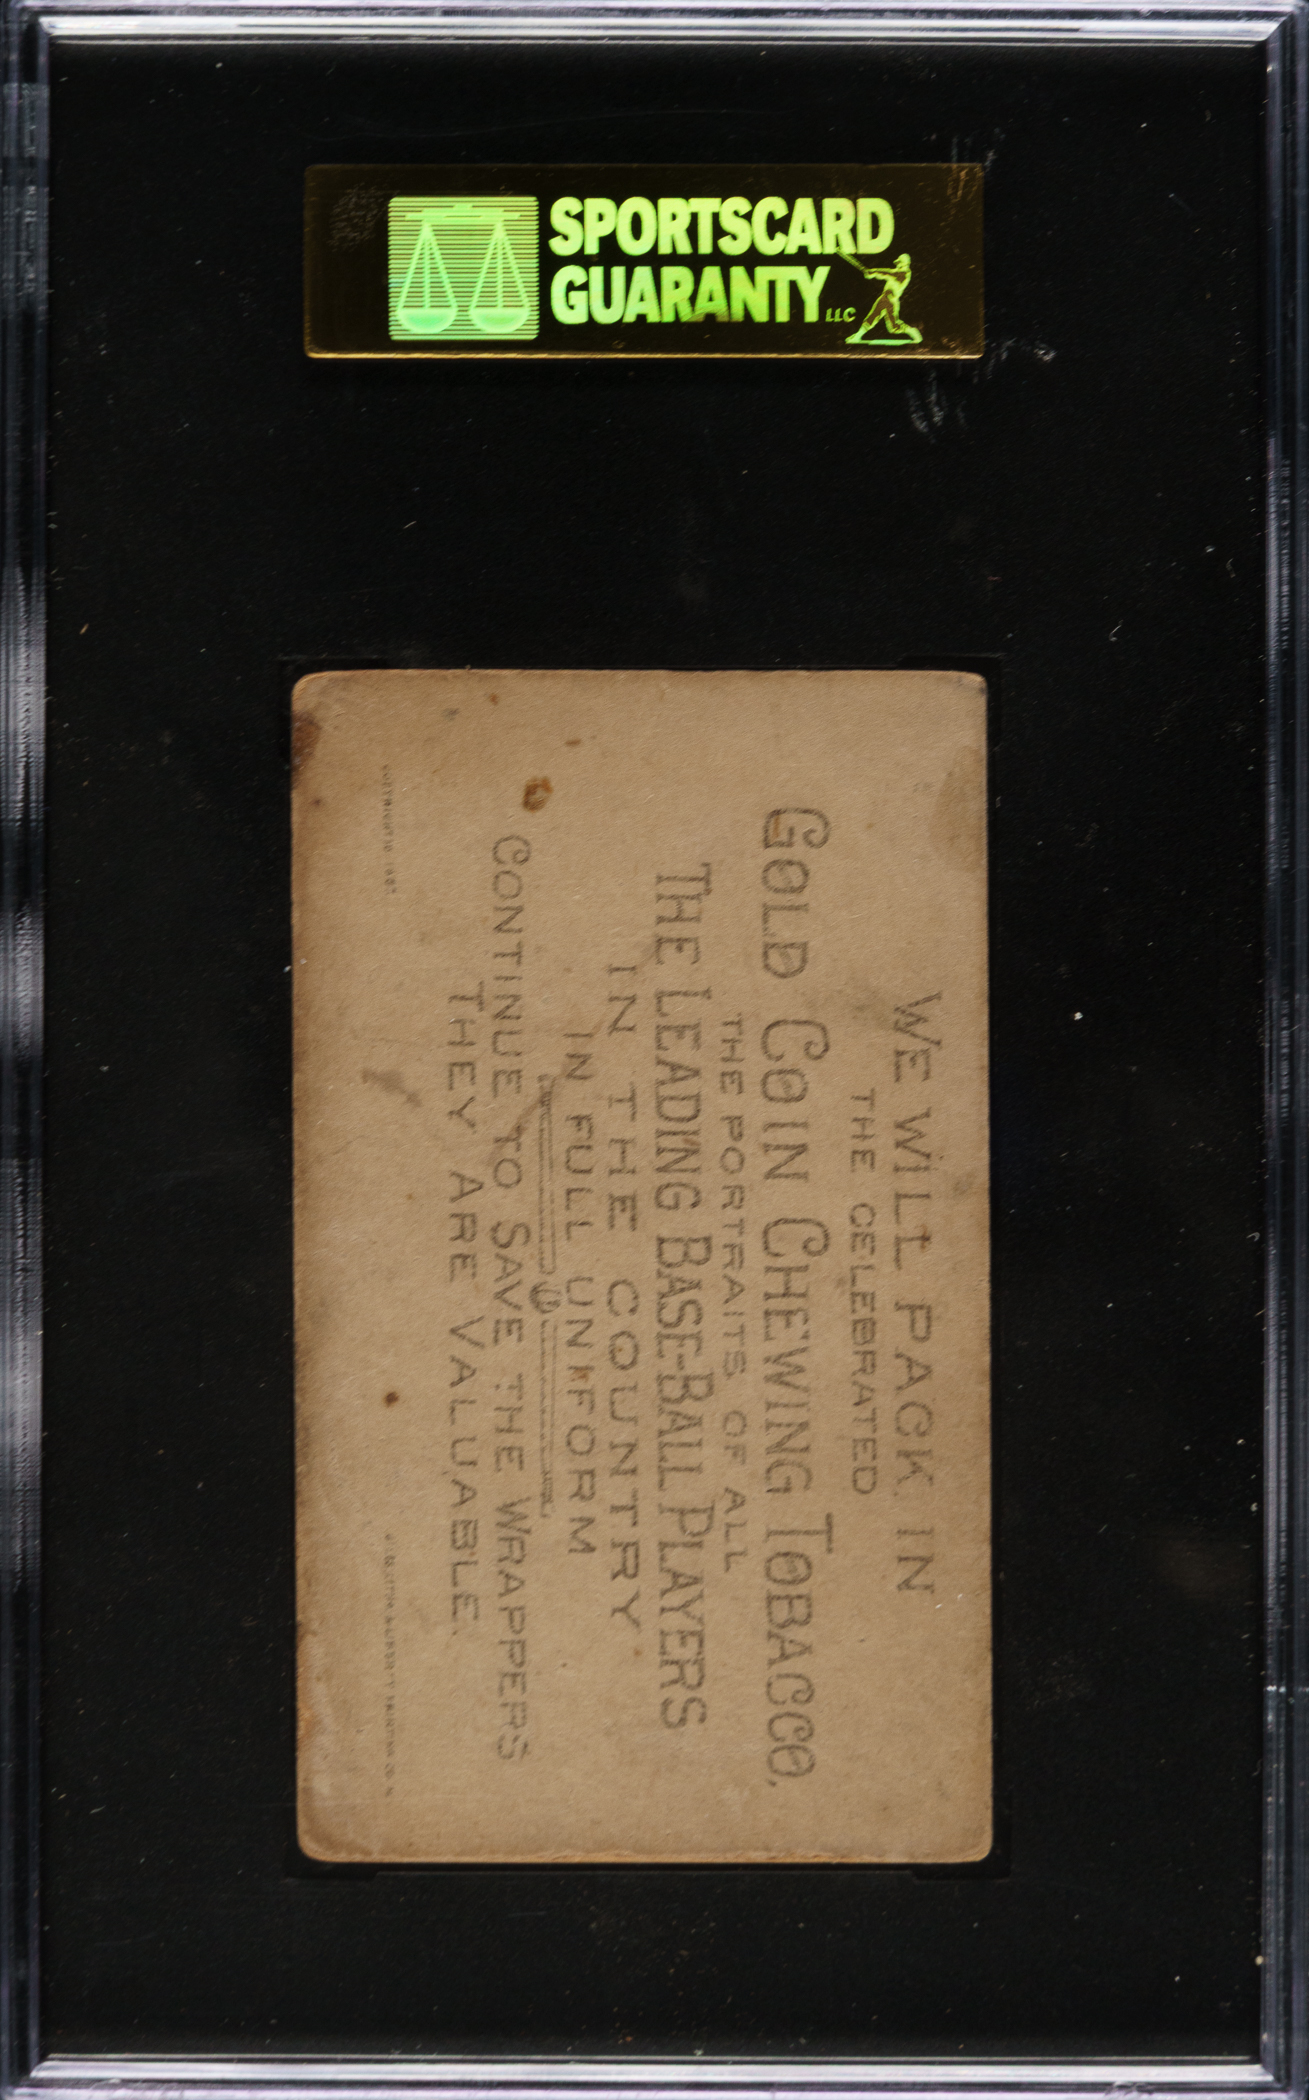 SPORTSCARD
GUARANTY LLC
WE WILL PACK IN
THE CELEBRATED
GOLD COIN CHEWING TOBACCO,
THE PORTRAITS OF ALL
THE LEADING BASE-BALL PLAYERS
IN THE COUNTRY
IN FULL UNIFORM
CONTINUE TO SAVE THE WRAPPERS
THEY ARE VALUABLE.